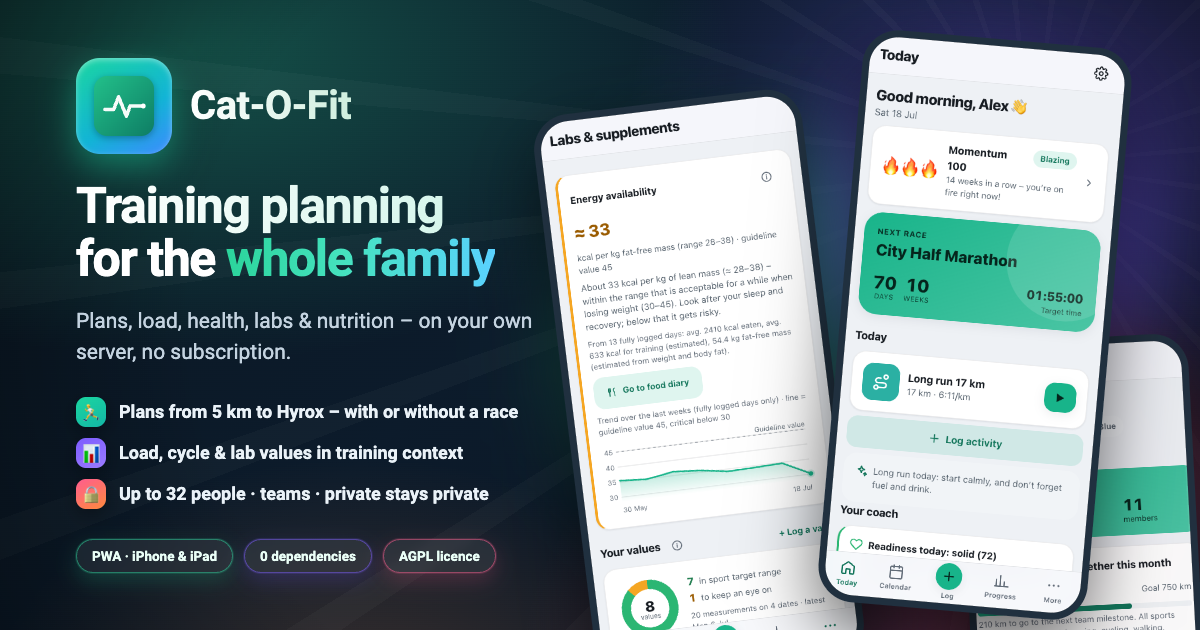 Cat-O-Fit
Training planning
for the whole family
Plans, load, health, labs & nutrition – on your own
server, no subscription.
Plans from 5 km to Hyrox – with or without a race
Load, cycle & lab values in training context
Up to 32 people · teams · private stays private
PWA · iPhone & iPad
0 dependencies
AGPL licence
Labs & supplements
Energy availability
≈ 33
kcal per kg fat-free mass (range 28–38) · guideline
value 45
About 33 kcal per kg of lean mass (≈ 28–38) –
within the range that is acceptable for a while when
losing weight (30–45). Look after your sleep and
recovery; below that it gets risky.
From 13 fully logged days: avg. 2410 kcal eaten, avg.
633 kcal for training (estimated), 54.4 kg fat-free mass
(estimated from weight and body fat).
Go to food diary
Trend over the last weeks (fully logged days only) · line =
guideline value 45, critical below 30
Guideline value
45
40
35
30
30 May
18 Jul
Your values
+ Log a va
8
values
7 in sport target range
1 to keep an eye on
20 measurements on 4 dates · latest
Today
Good morning, Alex 👋
Sat 18 Jul
🔥🔥🔥
Momentum
100
Blazing
14 weeks in a row – you're on
fire right now!
NEXT RACE
City Half Marathon
70 10
DAYS WEEKS
01:55:00
Target time
Today
Long run 17 km
17 km · 6:11/km
+ Log activity
Long run today: start calmly, and don't forget
fuel and drink.
Your coach
Readiness today: solid (72)
Today
Calendar
Log
Progress
More
11
members
ether this month
Goal 750 km
210 km to go to the next team milestone. All sports